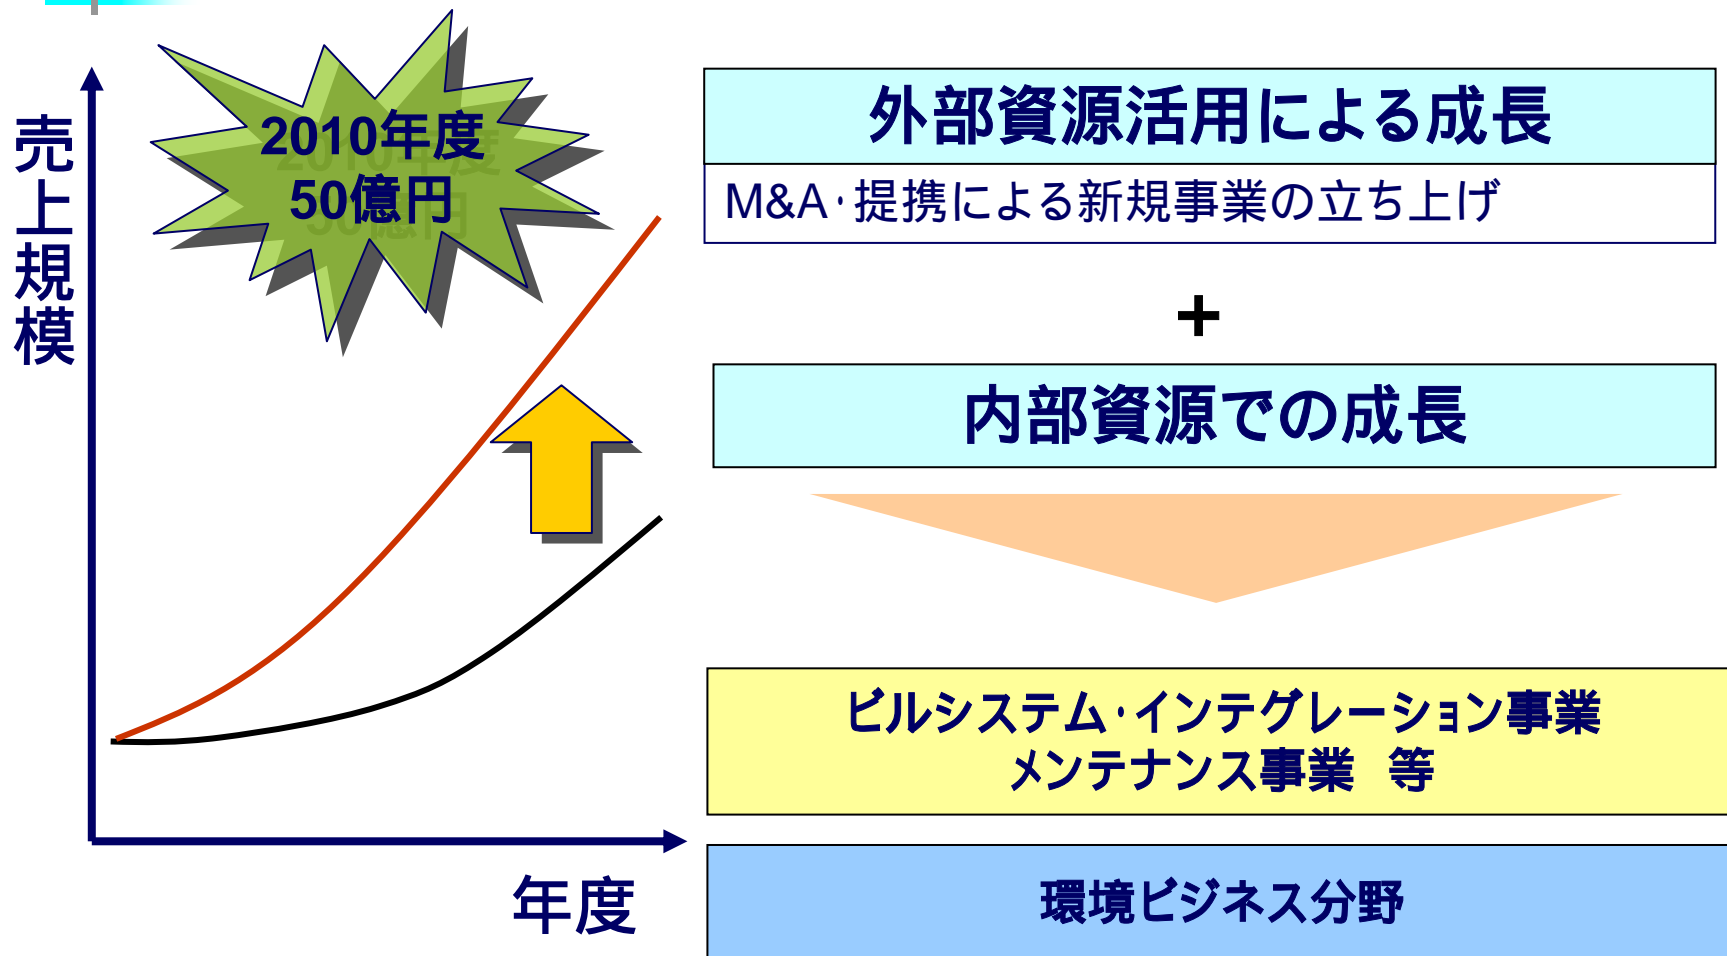 売上規模
2010年度
50億円
年度
外部資源活用による成長
M&A・提携による新規事業の立ち上げ
+
内部資源での成長
ビルシステム・インテグレーション事業
メンテナンス事業　等
環境ビジネス分野